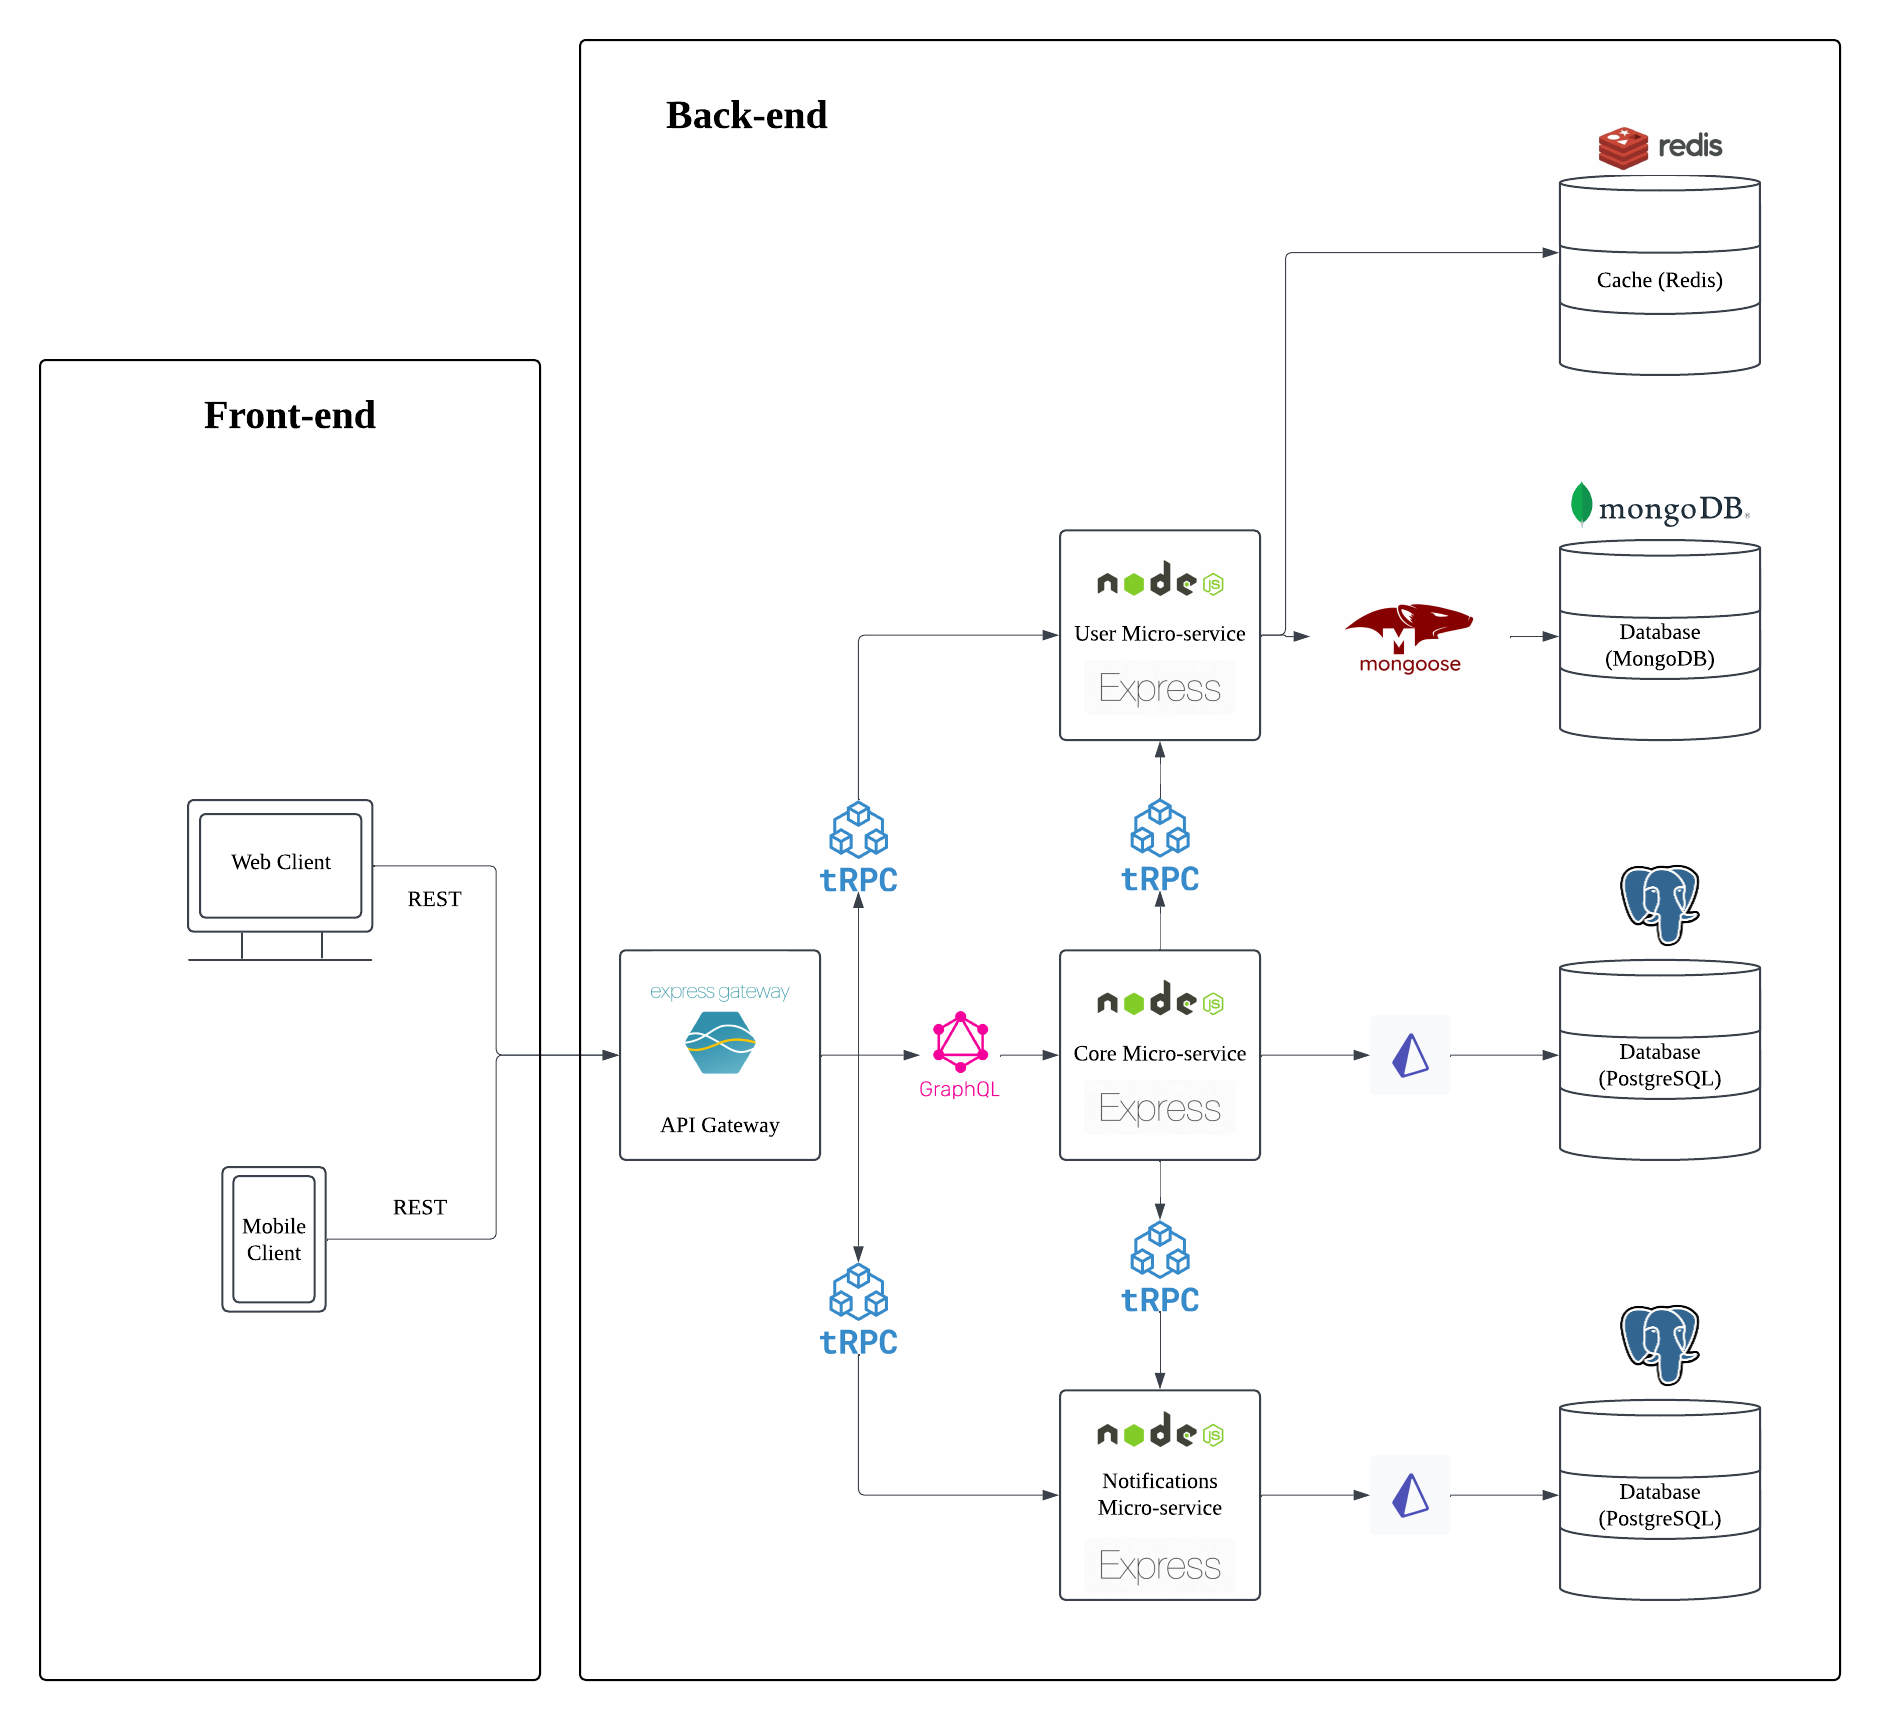 Back-end
redis
Cache (Redis)
Front-end
mongoDB®
node
JS
User Micro-service
Express
mongoose
Database
(MongoDB)
Web Client
REST
tRPC
tRPC
express gateway
API Gateway
GraphQL
node
JS
Core Micro-service
Express
Database
(PostgreSQL)
Mobile
Client
REST
tRPC
tRPC
node
JS
Notifications
Micro-service
Express
Database
(PostgreSQL)